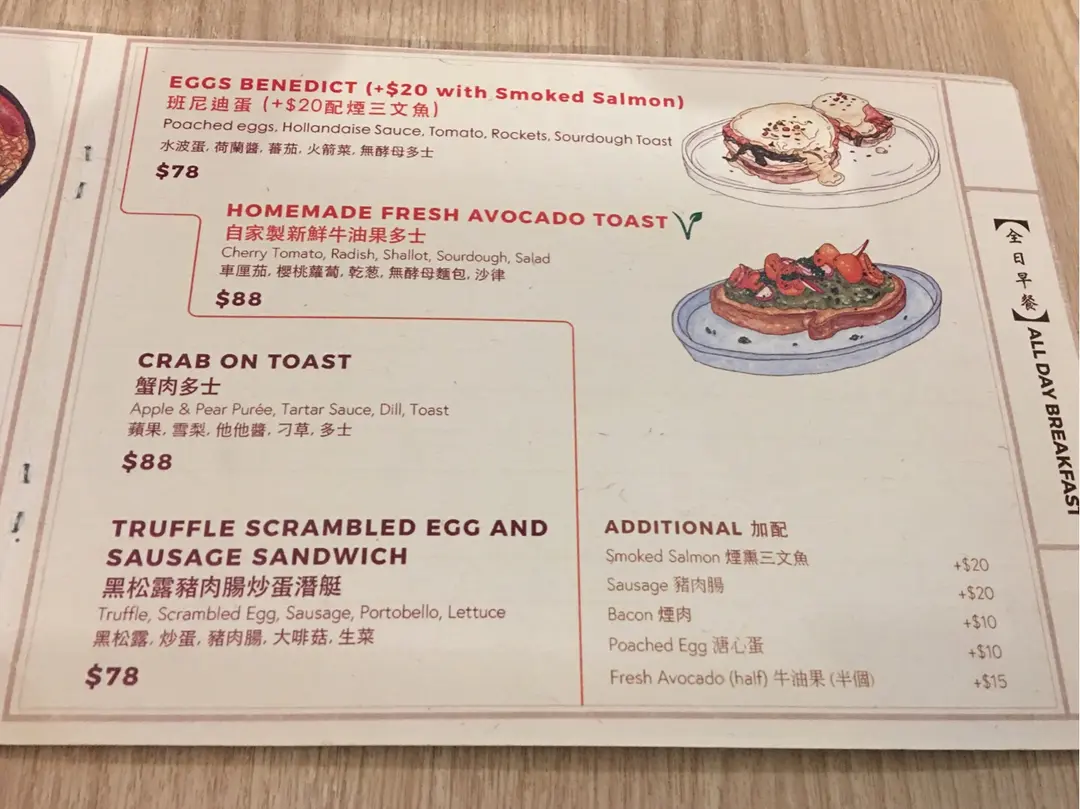 EGGS BENEDICT (+$20 with Smoked Salmon)
班尼迪蛋 (+$20配煙三文魚)
Poached eggs, Hollandaise Sauce, Tomato, Rockets, Sourdough Toast
水波蛋, 荷蘭醬, 蕃茄, 火箭菜, 無酵母多士
$78
HOMEMADE FRESH AVOCADO TOAST
自家製新鮮牛油果多士
Cherry Tomato, Radish, Shallot, Sourdough, Salad
車厘茄, 櫻桃蘿蔔, 乾葱, 無酵母麵包, 沙律
$88
CRAB ON TOAST
蟹肉多士
Apple & Pear Purée, Tartar Sauce, Dill, Toast
蘋果, 雪梨, 他他醬, 刁草, 多士
$88
TRUFFLE SCRAMBLED EGG AND
SAUSAGE SANDWICH
黑松露豬肉腸炒蛋潛艇
Truffle, Scrambled Egg, Sausage, Portobello, Lettuce
黑松露, 炒蛋, 豬肉腸, 大啡菇, 生菜
$78
ADDITIONAL 加配
Smoked Salmon 煙熏三文魚 +$20
Sausage 豬肉腸 +$20
Bacon 煙肉 +$10
Poached Egg 溏心蛋 +$10
Fresh Avocado (half) 牛油果 (半個) +$15
【全日早餐】ALL DAY BREAKFAST